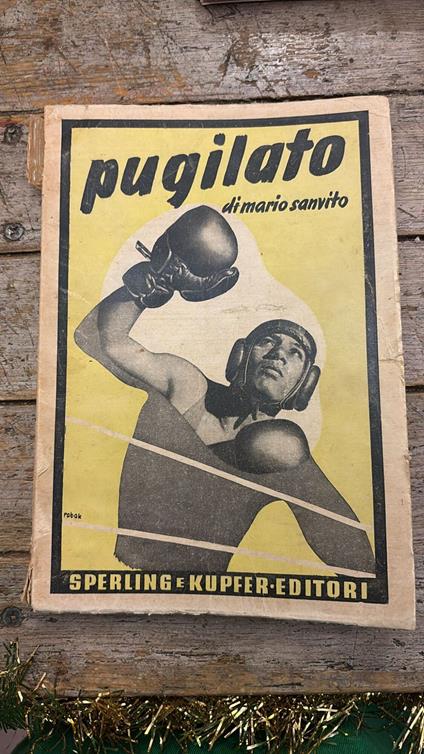 pugilato
di mario sanvito
robak
SPERLING E KUPFER·EDITORI